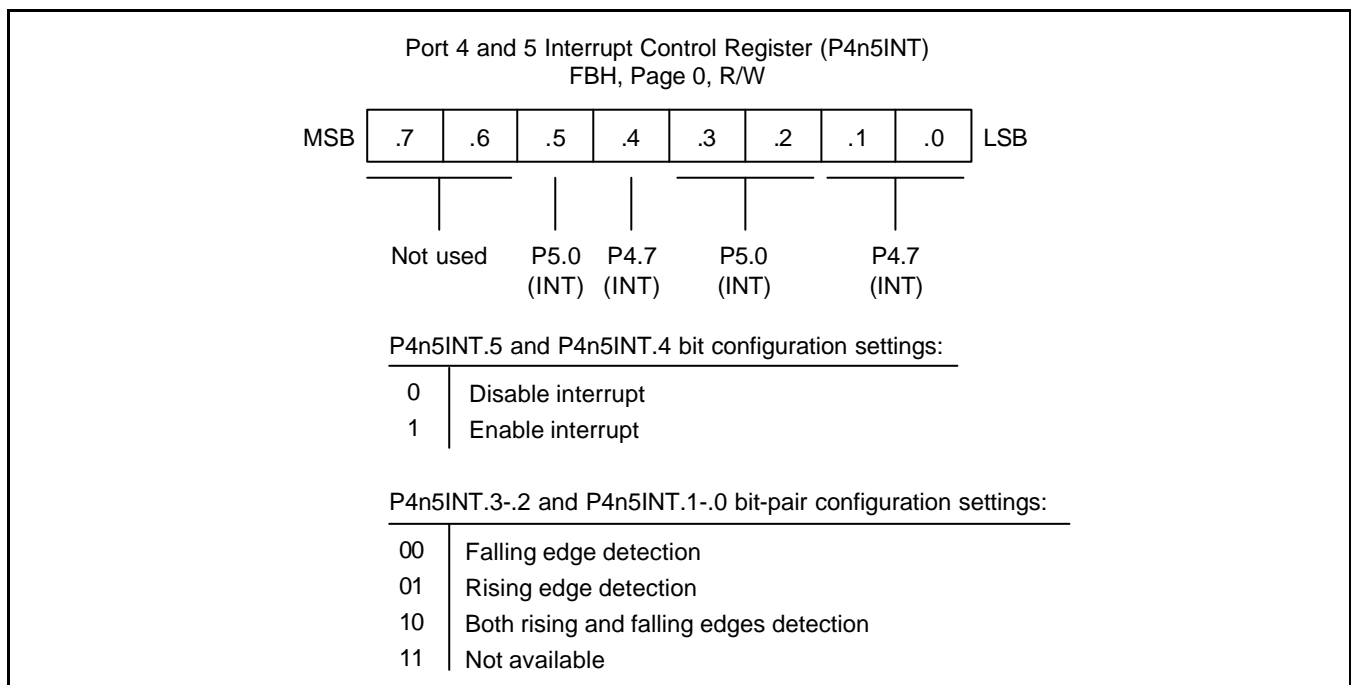 Port 4 and 5 Interrupt Control Register (P4n5INT)
FBH, Page 0, R/W
MSB .7 .6 .5 .4 .3 .2 .1 .0 LSB
Not used P5.0 P4.7 P5.0 P4.7
(INT) (INT) (INT) (INT)
P4n5INT.5 and P4n5INT.4 bit configuration settings:
0 Disable interrupt
1 Enable interrupt
P4n5INT.3-.2 and P4n5INT.1-.0 bit-pair configuration settings:
00 Falling edge detection
01 Rising edge detection
10 Both rising and falling edges detection
11 Not available